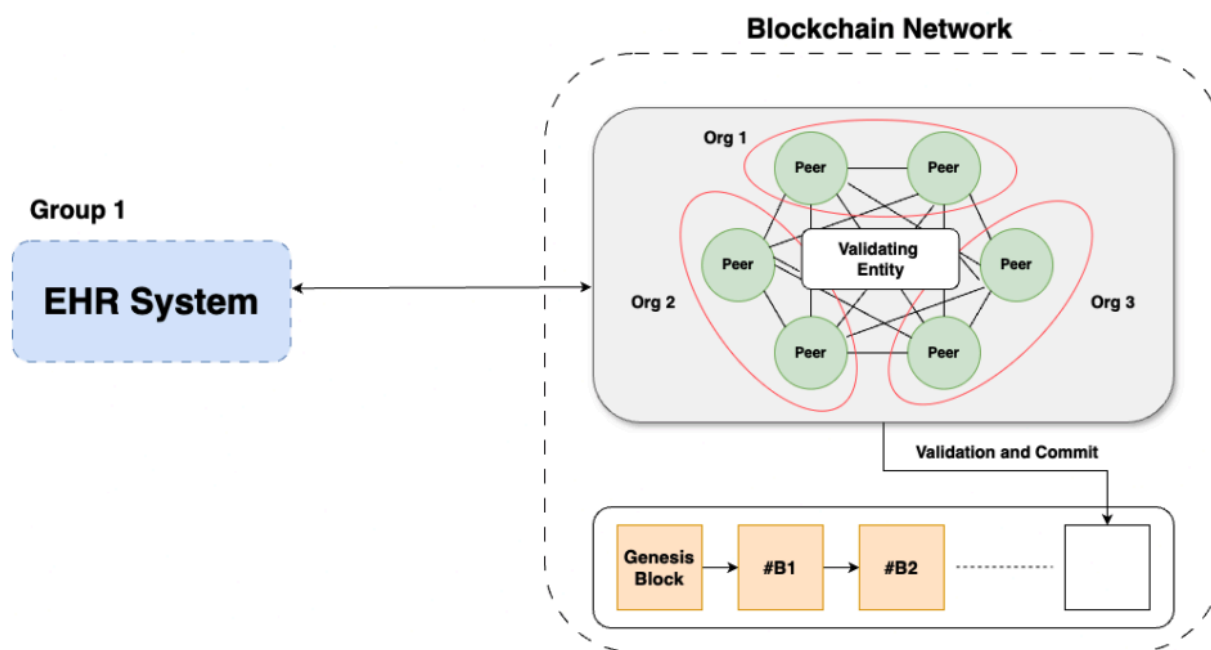 Blockchain Network
Org 1
Peer
Peer
Group 1
EHR System
Peer
Validating
Entity
Peer
Org 2
Org 3
Peer
Peer
Validation and Commit
Genesis
Block
#B1
#B2